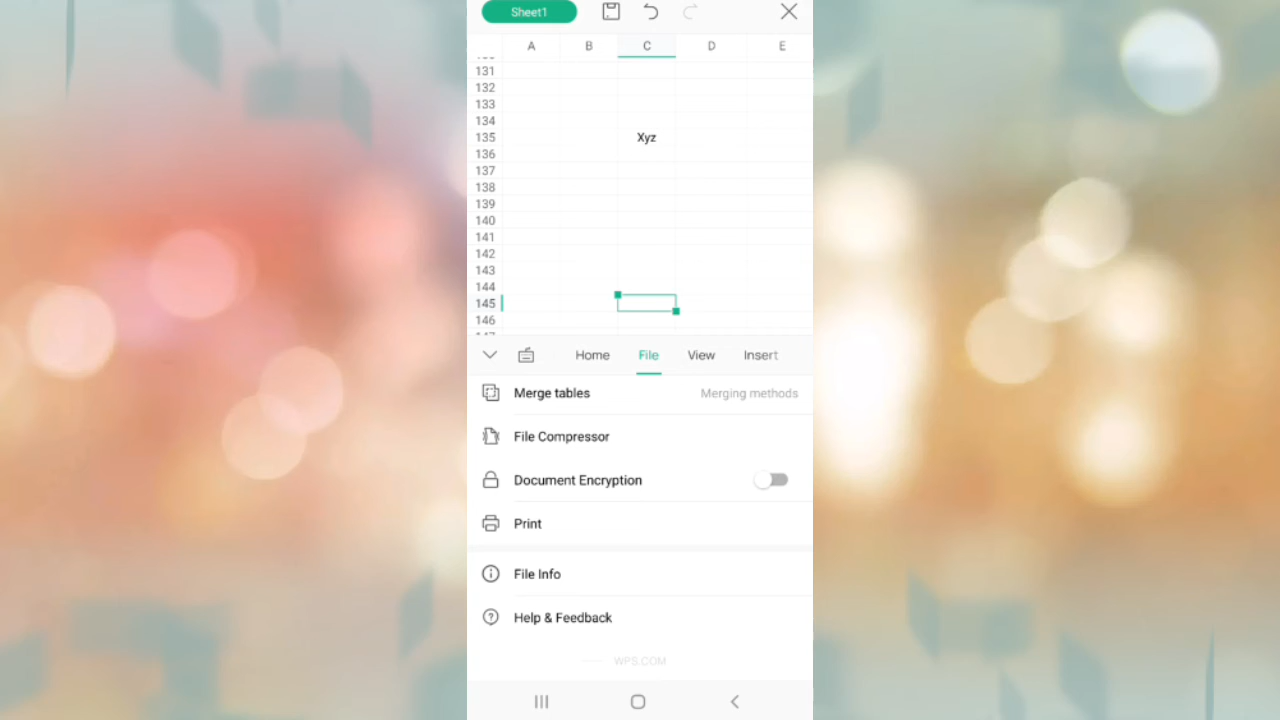 Sheet1
A B C D E
131
132
133
134
135 Xyz
136
137
138
139
140
141
142
143
144
145
146
Home File View Insert
Merge tables Merging methods
File Compressor
Document Encryption
Print
File Info
Help & Feedback
WPS.COM